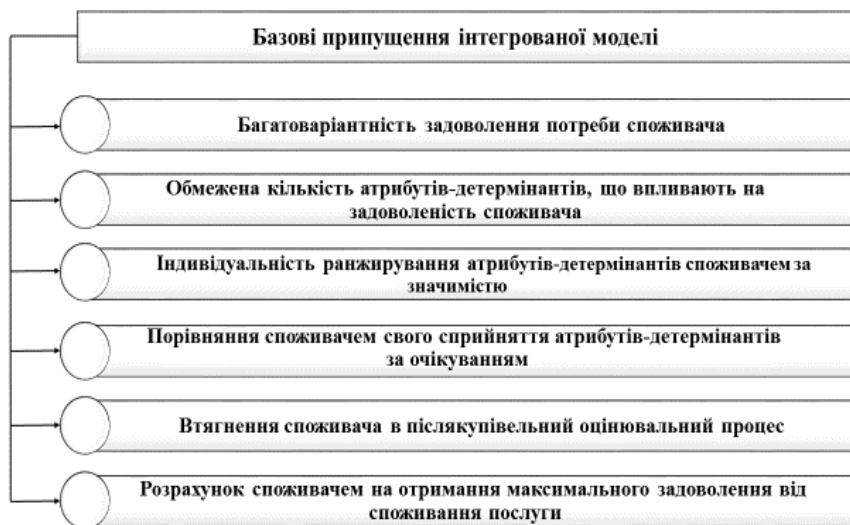 Базові припущення інтегрованої моделі
Багатоваріантність задоволення потреби споживача
Обмежена кількість атрибутів-детермінантів, що впливають на
задоволеність споживача
Індивідуальність ранжирування атрибутів-детермінантів споживачем за
значимістю
Порівняння споживачем свого сприйняття атрибутів-детермінантів
за очікуванням
Втягнення споживача в післякупівельний оцінювальний процес
Розрахунок споживачем на отримання максимального задоволення від
споживання послуги